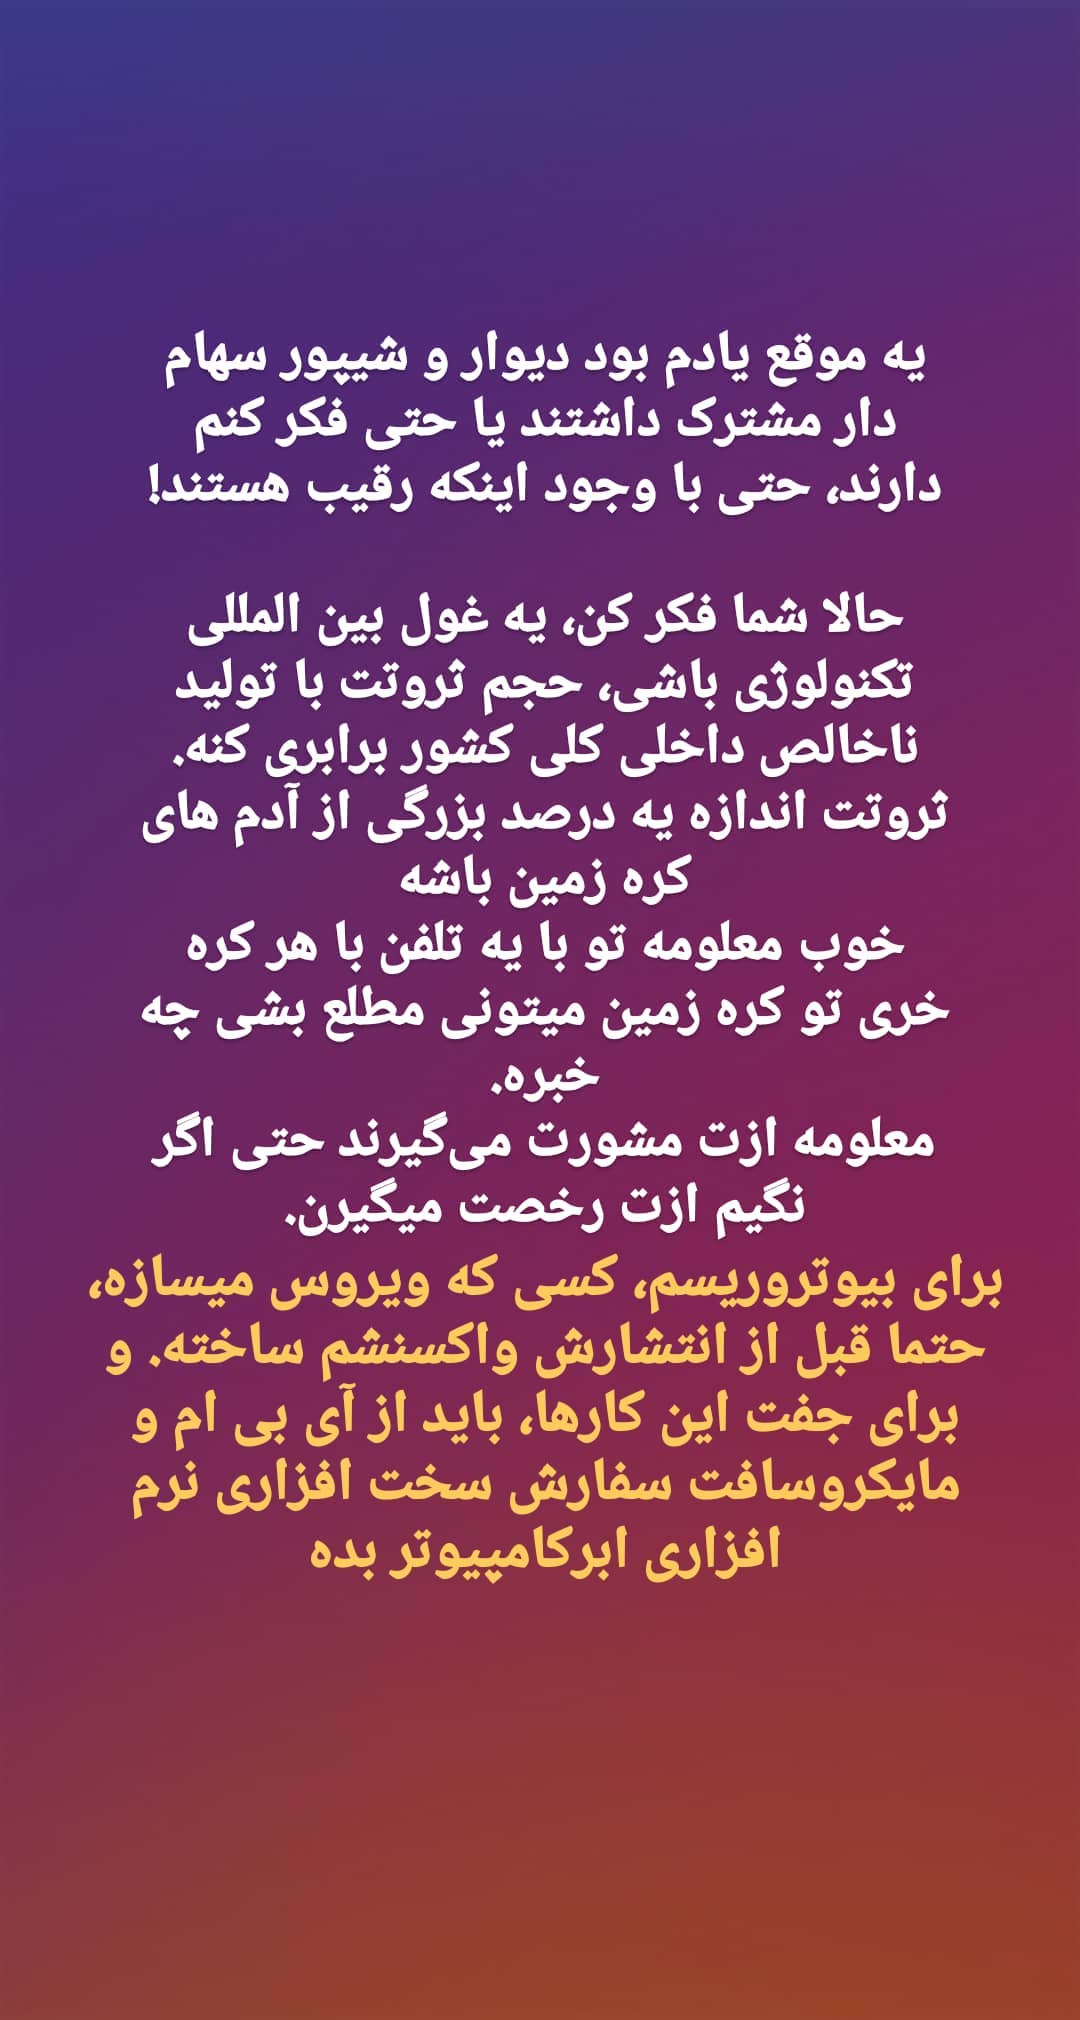 یه موقع یادم بود دیوار و شیپور سهام
دار مشترک داشتند یا حتی فکر کنم
دارند، حتی با وجود اینکه رقیب هستند!
حالا شما فکر کن، یه غول بین المللی
تکنولوژی باشی، حجم ثروتت با تولید
ناخالص داخلی کلی کشور برابری کنه.
ثروتت اندازه یه درصد بزرگی از آدم های
کره زمین باشه
خوب معلومه تو با یه تلفن با هر کره
خری تو کره زمین میتونی مطلع بشی چه
خبره.
معلومه ازت مشورت می‌گیرند حتی اگر
نگیم ازت رخصت میگیرن.
برای بیوتروریسم، کسی که ویروس میسازه،
حتما قبل از انتشارش واکسنشم ساخته. و
برای جفت این کارها، باید از آی بی ام و
مایکروسافت سفارش سخت افزاری نرم
افزاری ابرکامپیوتر بده